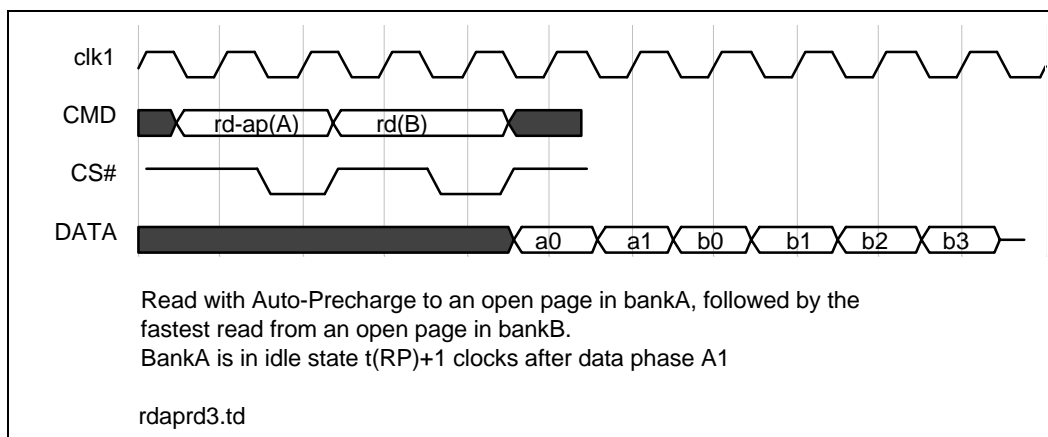 clk1
CMD rd-ap(A) rd(B)
CS#
DATA a0 a1 b0 b1 b2 b3
Read with Auto-Precharge to an open page in bankA, followed by the
fastest read from an open page in bankB.
BankA is in idle state t(RP)+1 clocks after data phase A1
rdaprd3.td